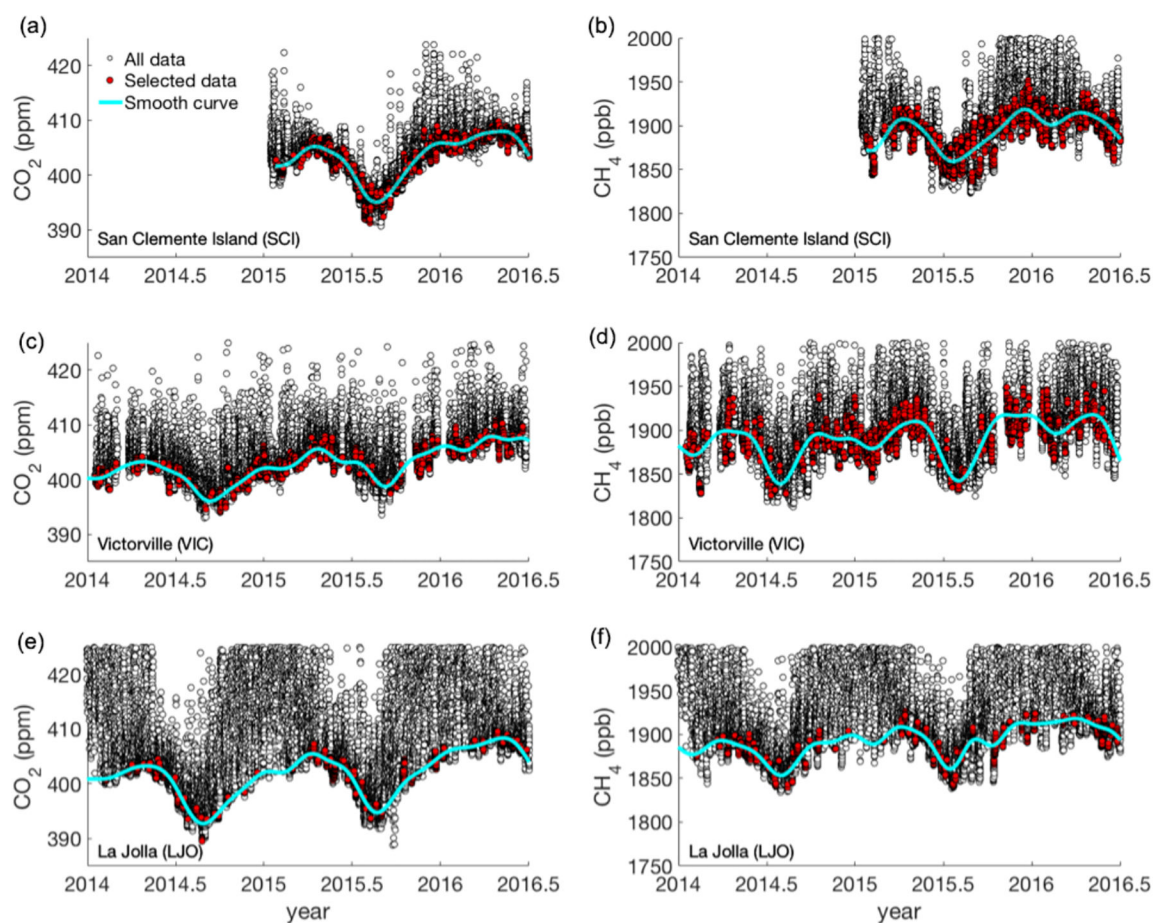 (a)
CO2 (ppm)
420
410
400
390
All data
Selected data
Smooth curve
San Clemente Island (SCI)
2014 2014.5 2015 2015.5 2016 2016.5
(b)
CH4 (ppb)
2000
1950
1900
1850
1800
1750
San Clemente Island (SCI)
2014 2014.5 2015 2015.5 2016 2016.5
(c)
CO2 (ppm)
420
410
400
390
Victorville (VIC)
2014 2014.5 2015 2015.5 2016 2016.5
(d)
CH4 (ppb)
2000
1950
1900
1850
1800
1750
Victorville (VIC)
2014 2014.5 2015 2015.5 2016 2016.5
(e)
CO2 (ppm)
420
410
400
390
La Jolla (LJO)
2014 2014.5 2015 2015.5 2016 2016.5
year
(f)
CH4 (ppb)
2000
1950
1900
1850
1800
1750
La Jolla (LJO)
2014 2014.5 2015 2015.5 2016 2016.5
year